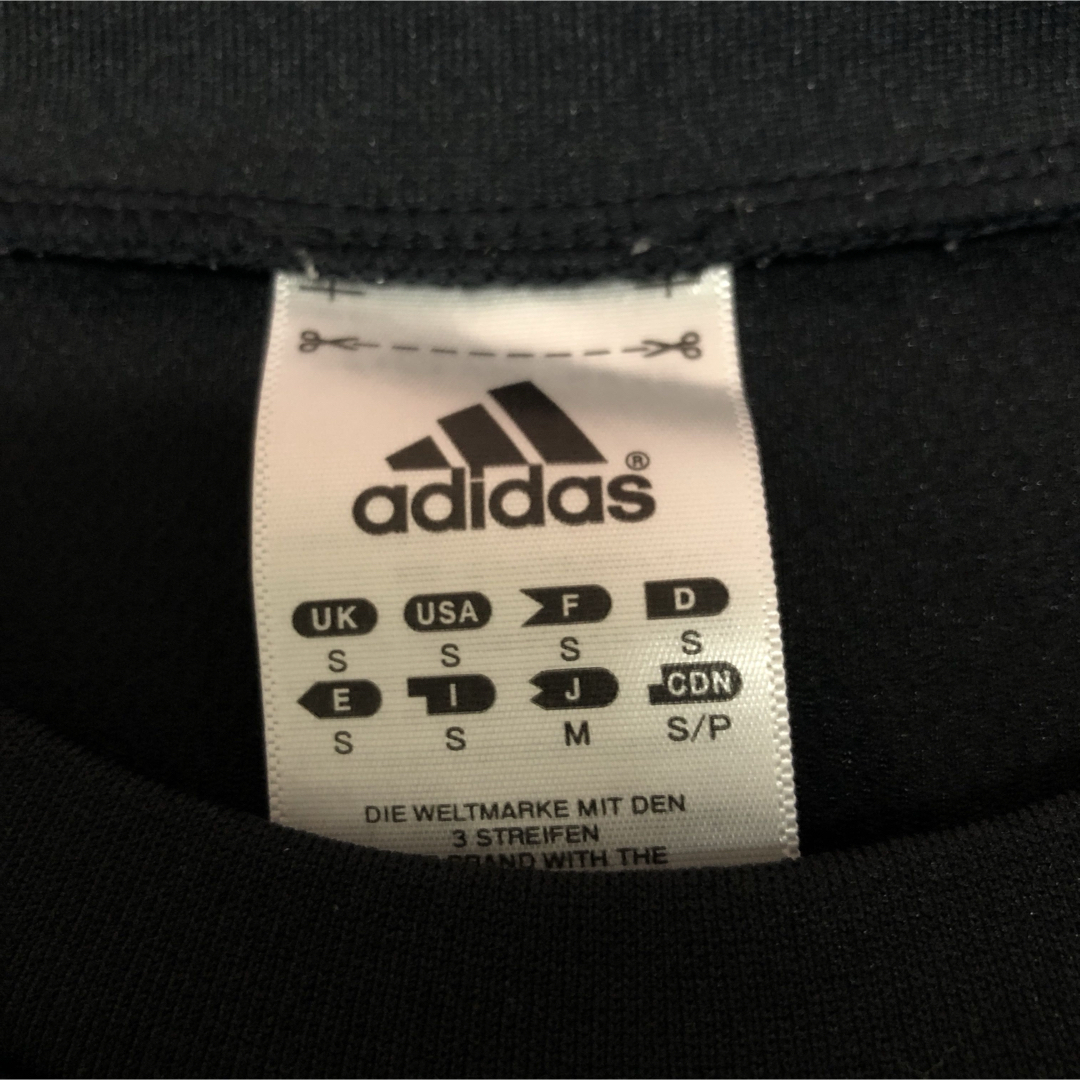 adidas®
UK USA F D
S S S S
E I J CDN
S S M S/P
DIE WELTMARKE MIT DEN
3 STREIFEN
BRAND WITH THE